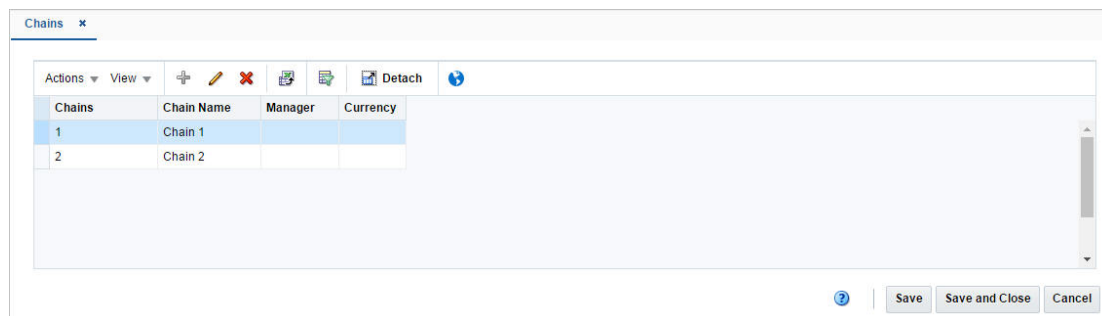 Chains
Actions View Detach
Chains Chain Name Manager Currency
1 Chain 1
2 Chain 2
? Save Save and Close Cancel